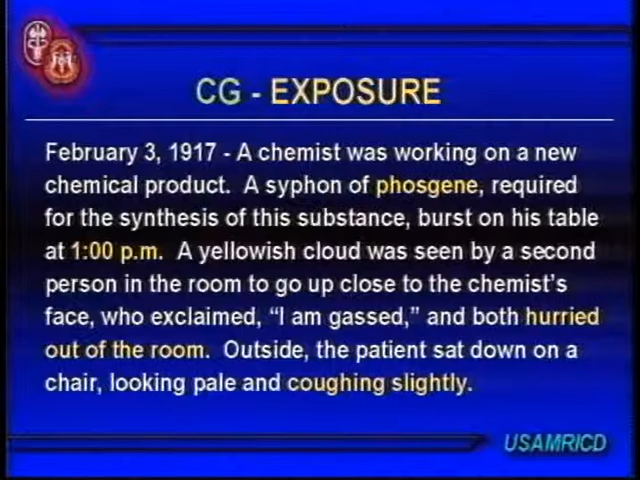 CG - EXPOSURE
February 3, 1917 - A chemist was working on a new
chemical product.  A syphon of phosgene, required
for the synthesis of this substance, burst on his table
at 1:00 p.m.  A yellowish cloud was seen by a second
person in the room to go up close to the chemist's
face, who exclaimed, “I am gassed,” and both hurried
out of the room.  Outside, the patient sat down on a
chair, looking pale and coughing slightly.
USAMRICD